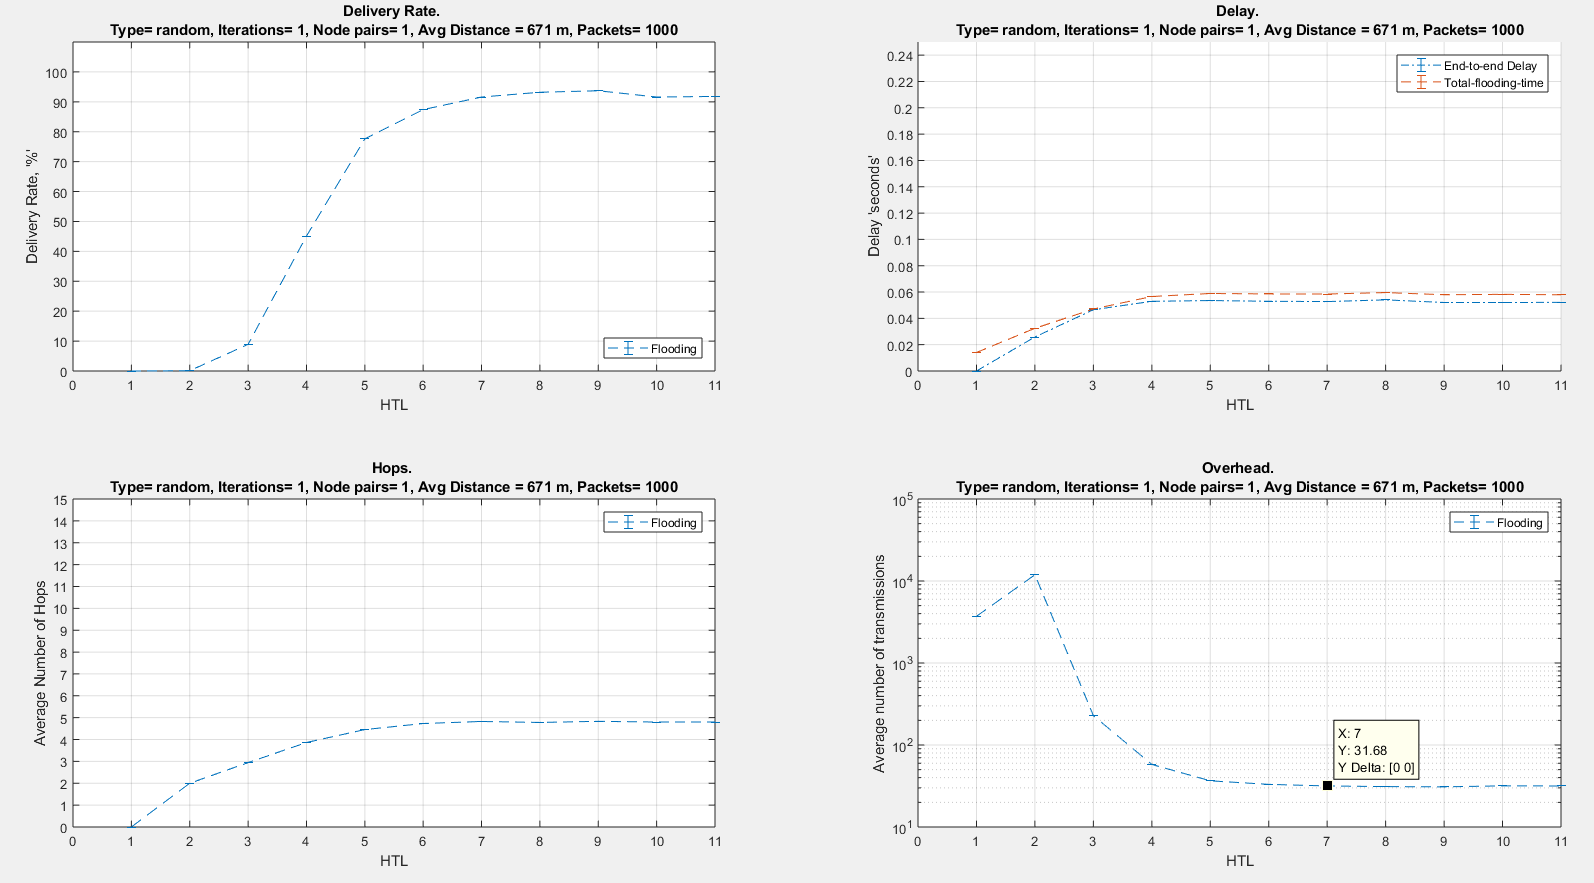 Delivery Rate.
Type= random, Iterations= 1, Node pairs= 1, Avg Distance = 671 m, Packets= 1000
100
90
80
70
60
50
40
30
20
10
0
Delivery Rate, '%'
Flooding
0 1 2 3 4 5 6 7 8 9 10 11
HTL
Delay.
Type= random, Iterations= 1, Node pairs= 1, Avg Distance = 671 m, Packets= 1000
0.24
0.22
0.2
0.18
0.16
0.14
0.12
0.1
0.08
0.06
0.04
0.02
0
Delay 'seconds'
End-to-end Delay
Total-flooding-time
0 1 2 3 4 5 6 7 8 9 10 11
HTL
Hops.
Type= random, Iterations= 1, Node pairs= 1, Avg Distance = 671 m, Packets= 1000
15
14
13
12
11
10
9
8
7
6
5
4
3
2
1
0
Average Number of Hops
Flooding
0 1 2 3 4 5 6 7 8 9 10 11
HTL
Overhead.
Type= random, Iterations= 1, Node pairs= 1, Avg Distance = 671 m, Packets= 1000
10^5
10^4
10^3
10^2
10^1
Average number of transmissions
Flooding
X: 7
Y: 31.68
Y Delta: [0 0]
0 1 2 3 4 5 6 7 8 9 10 11
HTL